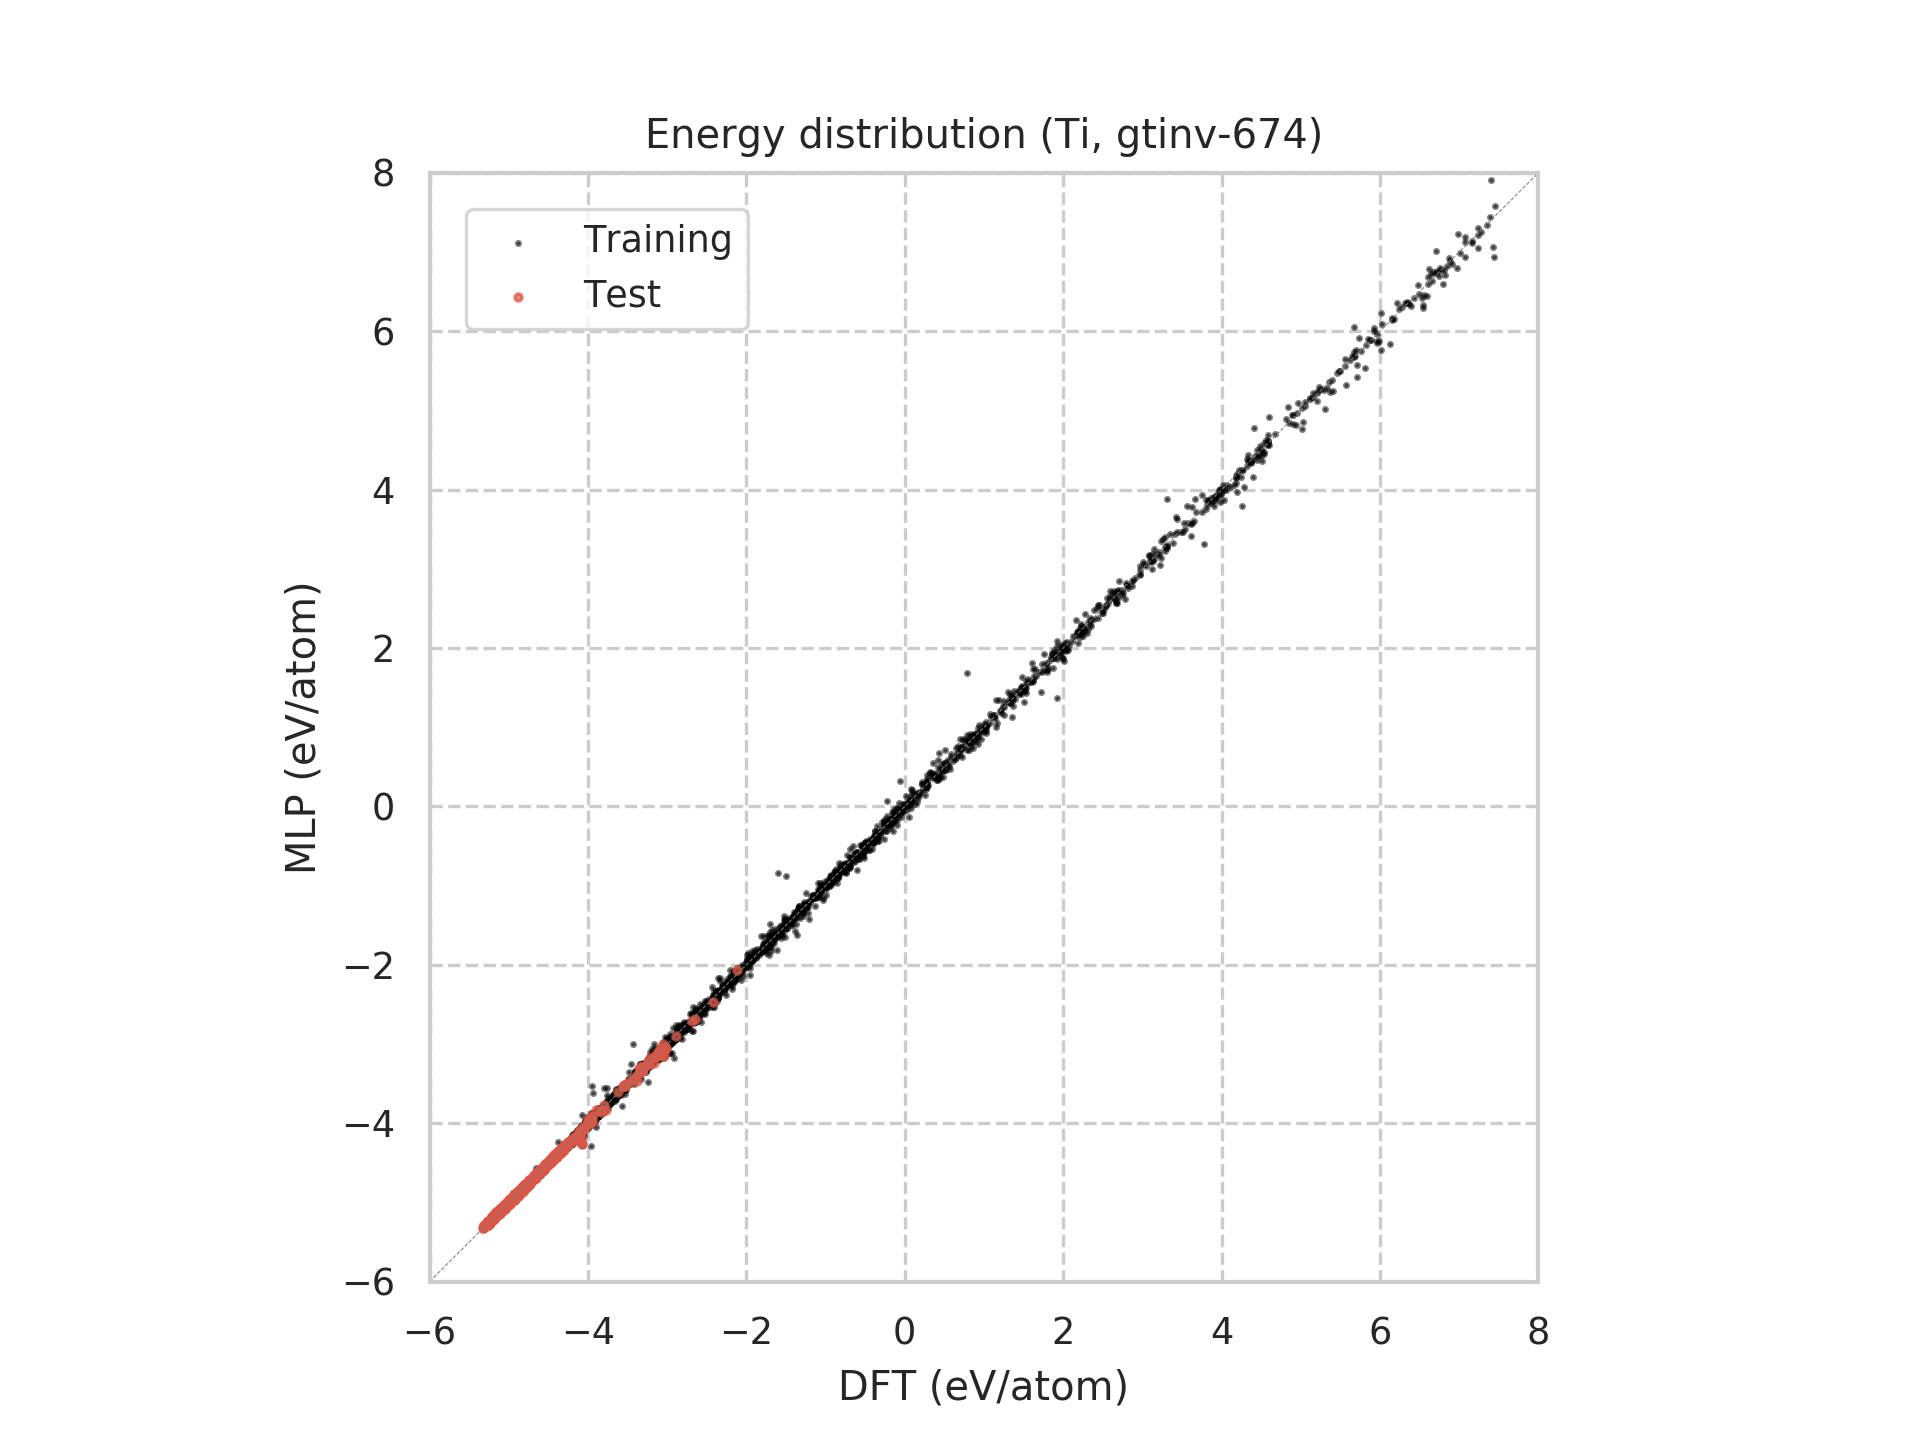 Energy distribution (Ti, gtinv-674)
Training
Test
MLP (eV/atom)
8
6
4
2
0
−2
−4
−6
−6 −4 −2 0 2 4 6 8
DFT (eV/atom)